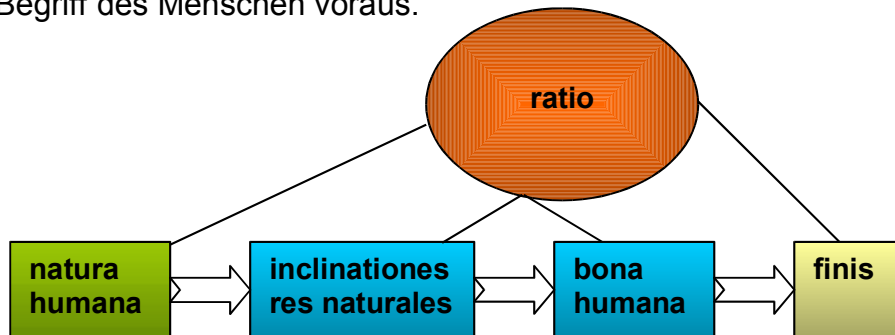 Begriff des Menschen voraus.
ratio
natura
humana
inclinationes
res naturales
bona
humana
finis